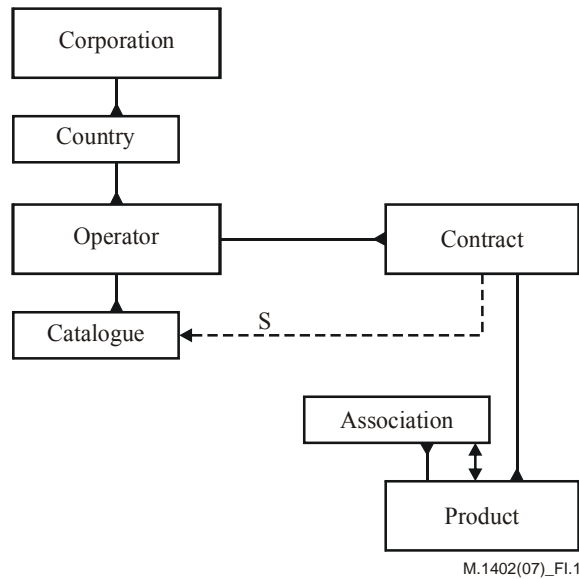 Corporation
Country
Operator
Contract
Catalogue
S
Association
Product
M.1402(07)_FI.1